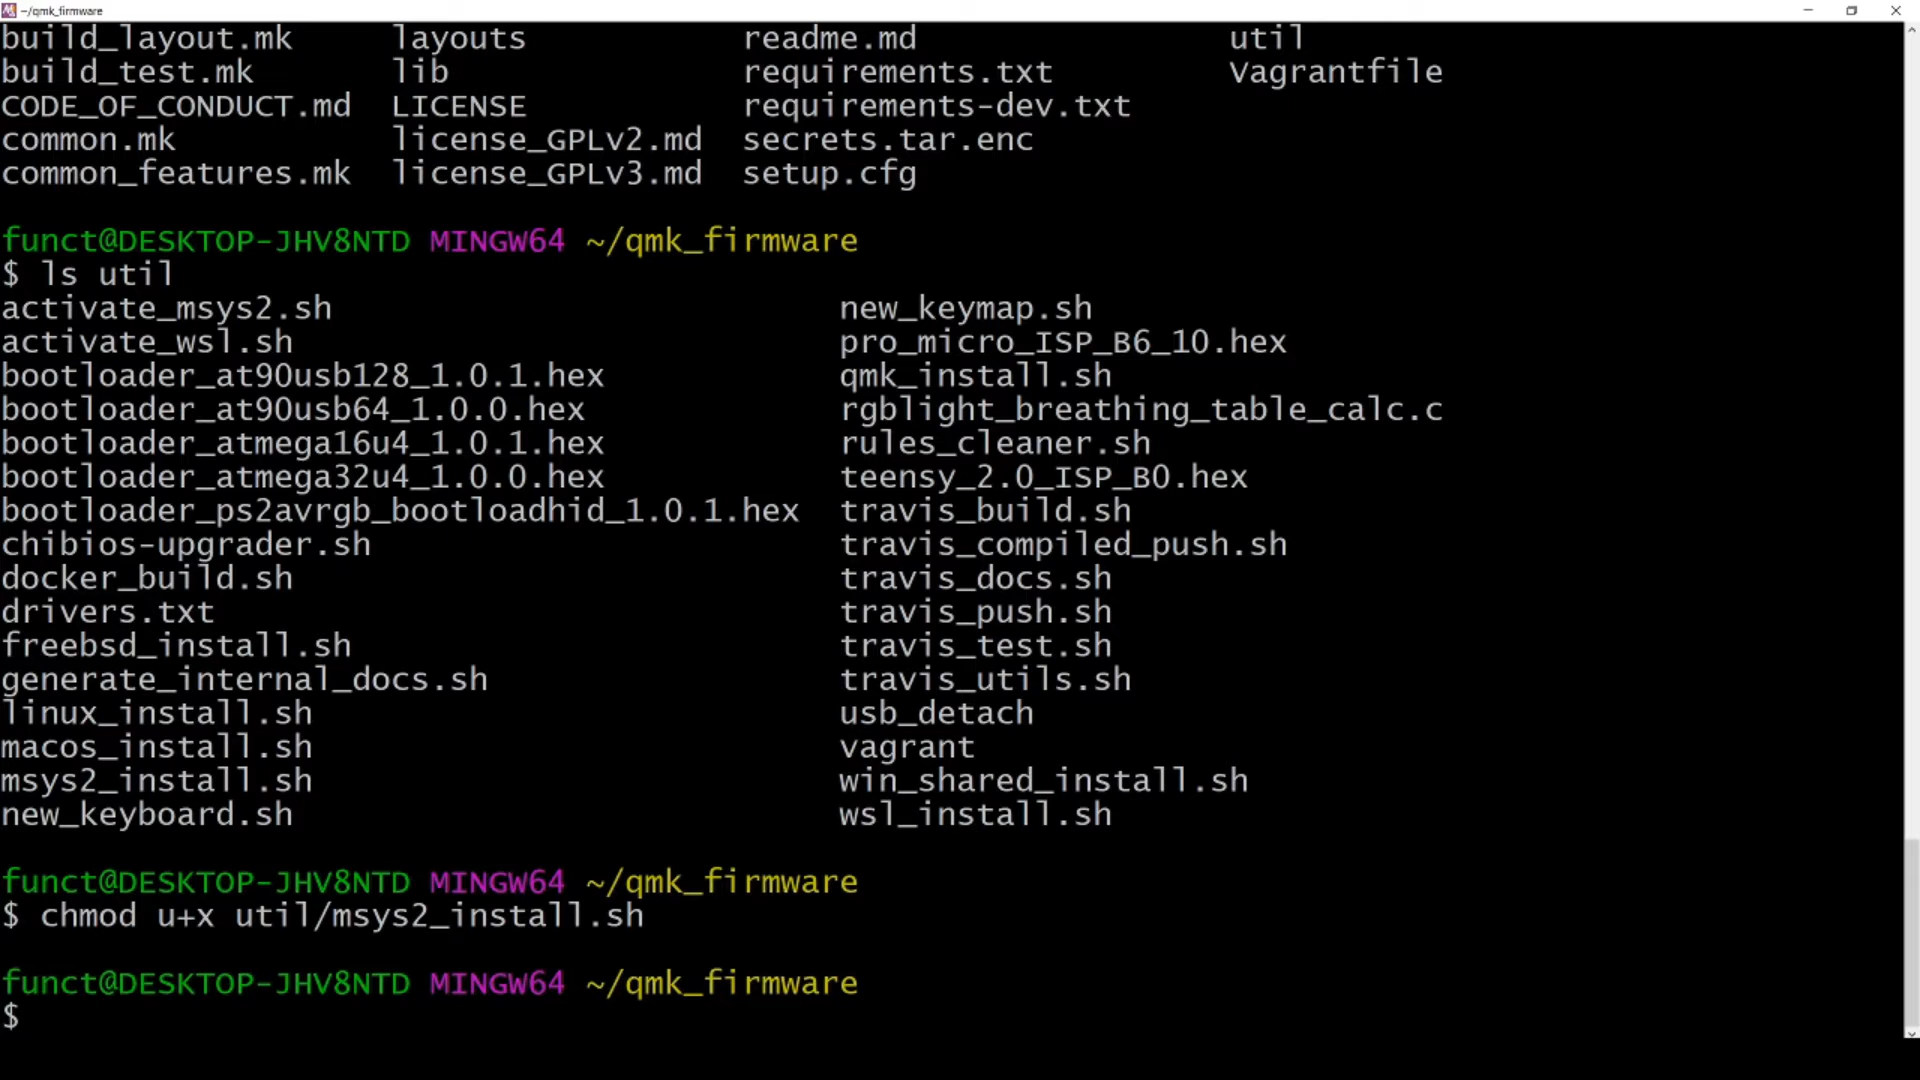 ~/qmk_firmware
build_layout.mk layouts readme.md util
build_test.mk lib requirements.txt Vagrantfile
CODE_OF_CONDUCT.md LICENSE requirements-dev.txt
common.mk license_GPLv2.md secrets.tar.enc
common_features.mk license_GPLv3.md setup.cfg
funct@DESKTOP-JHV8NTD MINGW64 ~/qmk_firmware
$ ls util
activate_msys2.sh new_keymap.sh
activate_wsl.sh pro_micro_ISP_B6_10.hex
bootloader_at90usb128_1.0.1.hex qmk_install.sh
bootloader_at90usb64_1.0.0.hex rgblight_breathing_table_calc.c
bootloader_atmega16u4_1.0.1.hex rules_cleaner.sh
bootloader_atmega32u4_1.0.0.hex teensy_2.0_ISP_B0.hex
bootloader_ps2avrgb_bootloadhid_1.0.1.hex travis_build.sh
chibios-upgrader.sh travis_compiled_push.sh
docker_build.sh travis_docs.sh
drivers.txt travis_push.sh
freebsd_install.sh travis_test.sh
generate_internal_docs.sh travis_utils.sh
linux_install.sh usb_detach
macos_install.sh vagrant
msys2_install.sh win_shared_install.sh
new_keyboard.sh wsl_install.sh
funct@DESKTOP-JHV8NTD MINGW64 ~/qmk_firmware
$ chmod u+x util/msys2_install.sh
funct@DESKTOP-JHV8NTD MINGW64 ~/qmk_firmware
$